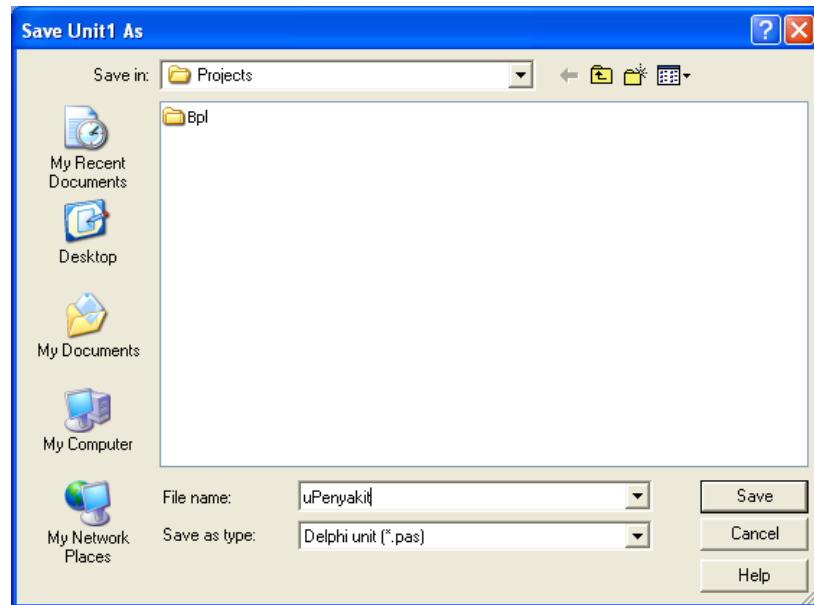 Save Unit1 As
Save in: Projects
Bpl
My Recent
Documents
Desktop
My Documents
My Computer
My Network
Places
File name: uPenyakit
Save as type: Delphi unit (*.pas)
Save
Cancel
Help